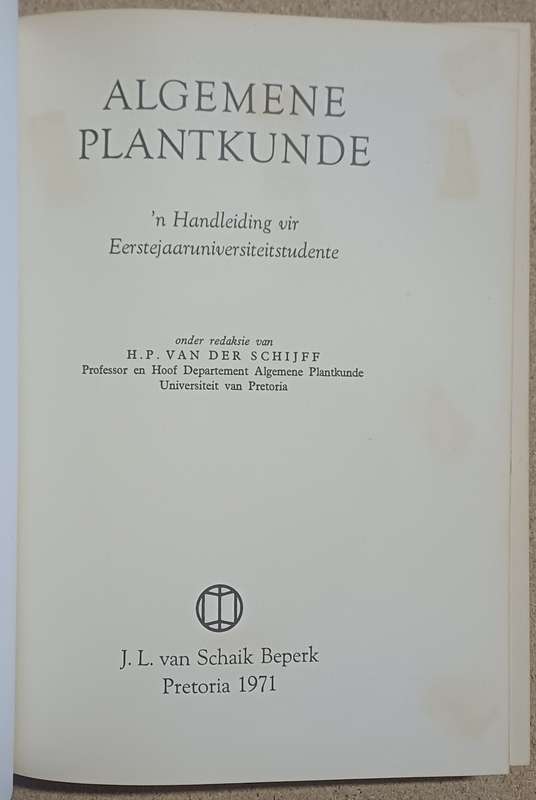 ALGEMENE
PLANTKUNDE
'n Handleiding vir
Eerstejaaruniversiteitstudente
onder redaksie van
H.P. VAN DER SCHIJFF
Professor en Hoof Departement Algemene Plantkunde
Universiteit van Pretoria
J. L. van Schaik Beperk
Pretoria 1971